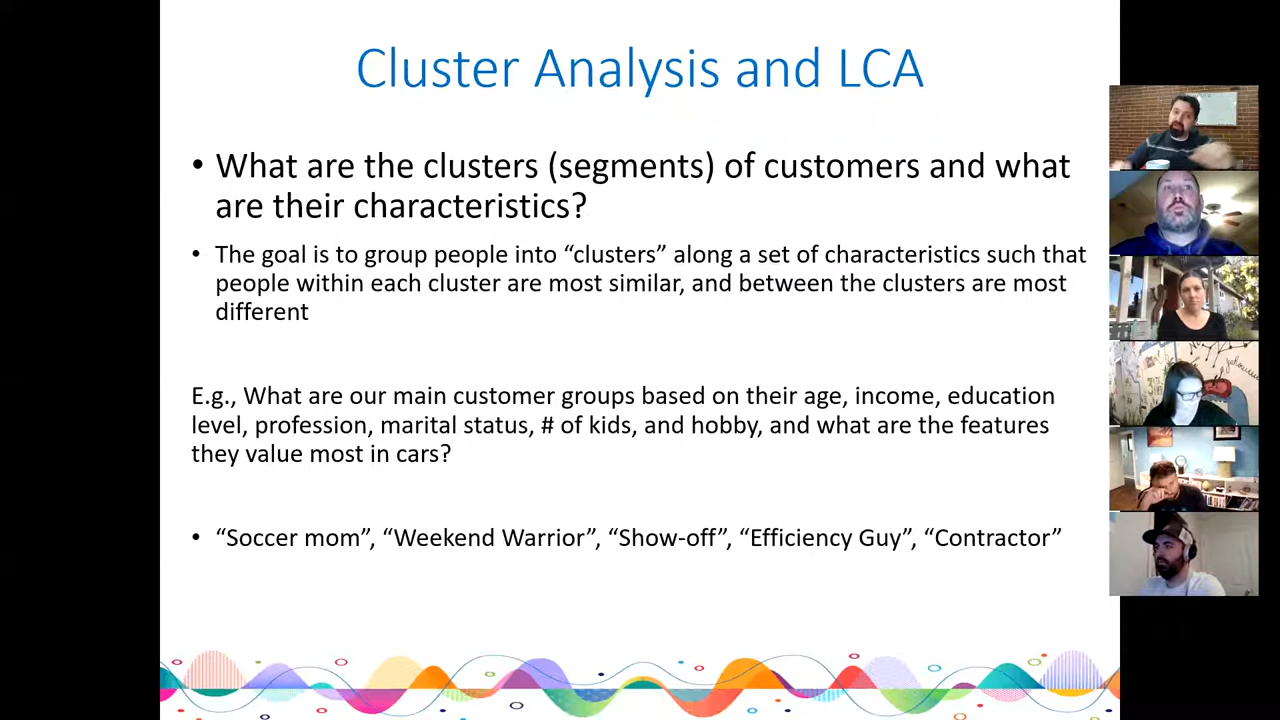 Cluster Analysis and LCA
• What are the clusters (segments) of customers and what
are their characteristics?
• The goal is to group people into “clusters” along a set of characteristics such that
people within each cluster are most similar, and between the clusters are most
different
E.g., What are our main customer groups based on their age, income, education
level, profession, marital status, # of kids, and hobby, and what are the features
they value most in cars?
• “Soccer mom”, “Weekend Warrior”, “Show-off”, “Efficiency Guy”, “Contractor”